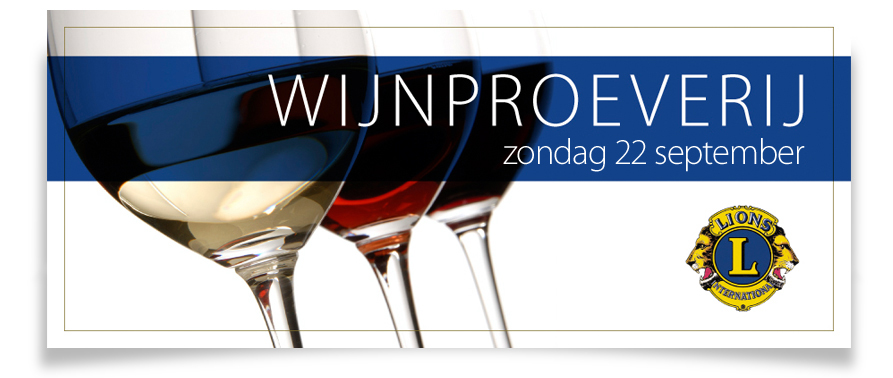 WIJNPROEVERIJ
zondag 22 september
LIONS
L
INTERNATIONAL